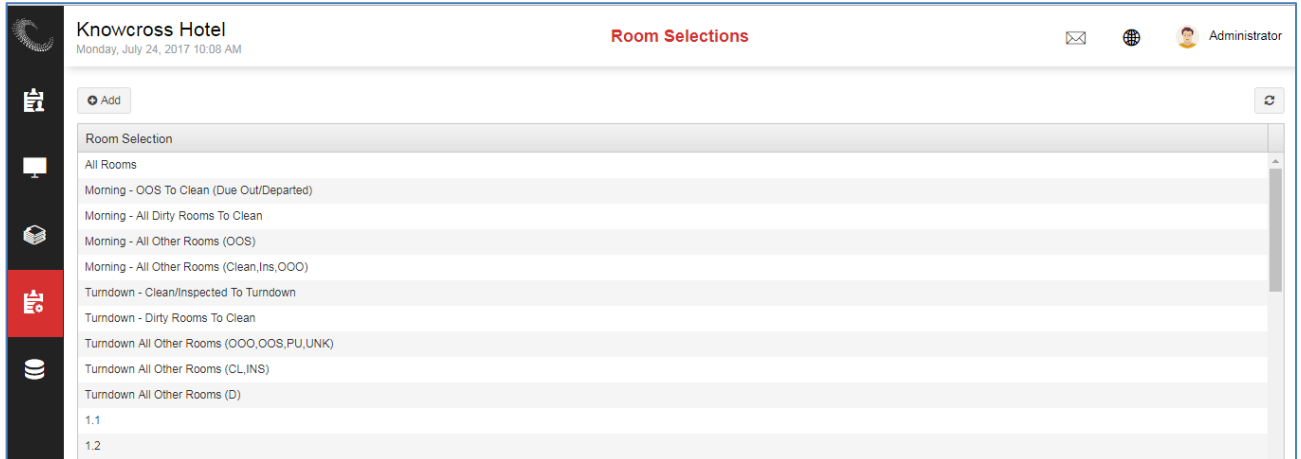 Knowcross Hotel
Monday, July 24, 2017 10:08 AM
Room Selections
Administrator
Add
Room Selection
All Rooms
Morning - OOS To Clean (Due Out/Departed)
Morning - All Dirty Rooms To Clean
Morning - All Other Rooms (OOS)
Morning - All Other Rooms (Clean,Ins,OOO)
Turndown - Clean/Inspected To Turndown
Turndown - Dirty Rooms To Clean
Turndown All Other Rooms (OOO,OOS,PU,UNK)
Turndown All Other Rooms (CL,INS)
Turndown All Other Rooms (D)
1.1
1.2